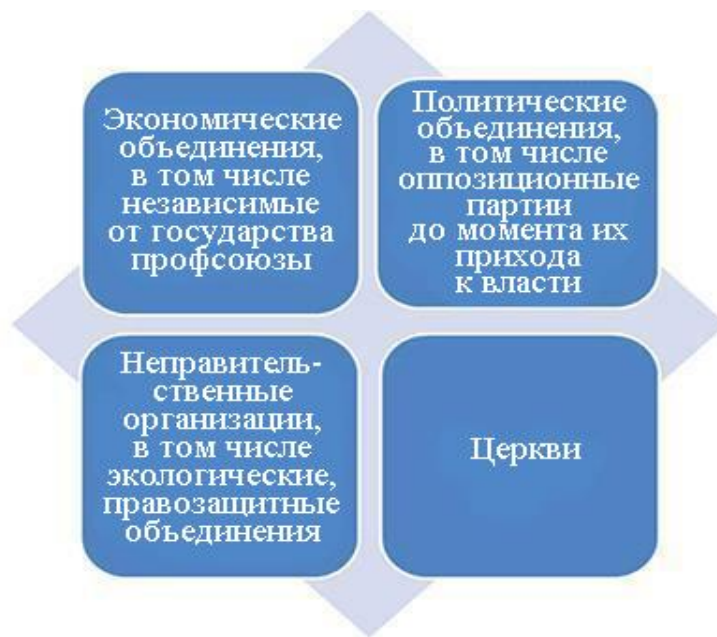 Экономические
объединения,
в том числе
независимые
от государства
профсоюзы
Политические
объединения,
в том числе
оппозиционные
партии
до момента их
прихода
к власти
Неправитель-
ственные
организации,
в том числе
экологические,
правозащитные
объединения
Церкви